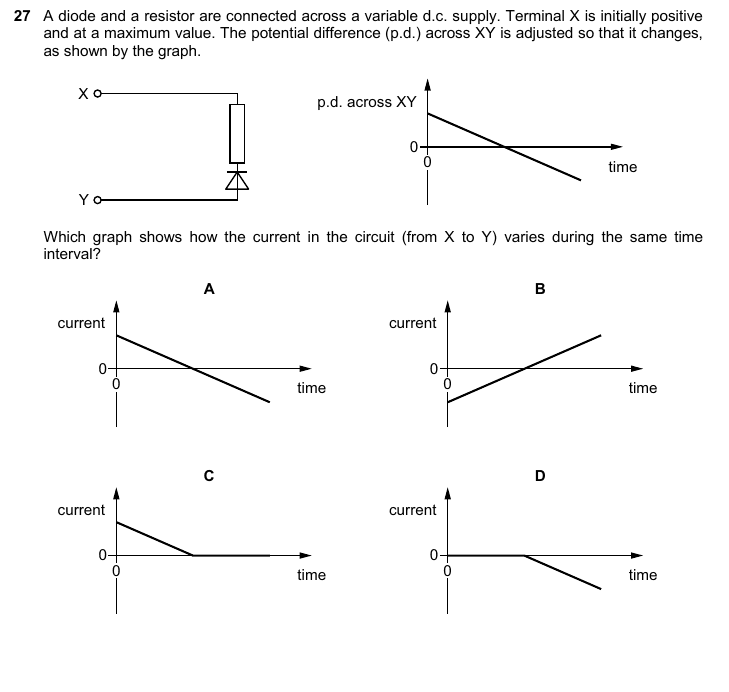 27 A diode and a resistor are connected across a variable d.c. supply. Terminal X is initially positive
and at a maximum value. The potential difference (p.d.) across XY is adjusted so that it changes,
as shown by the graph.
X
p.d. across XY
0
0
time
Y
Which graph shows how the current in the circuit (from X to Y) varies during the same time
interval?
A
current
0
0
time
B
current
0
0
time
C
current
0
0
time
D
current
0
0
time